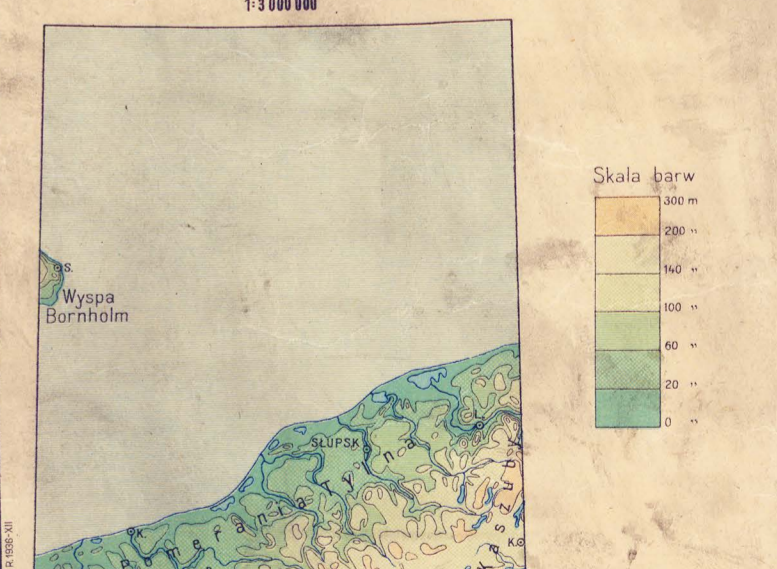 1:3 000 000
Skala barw
300 m
200 "
140 "
100 "
60 "
20 "
0 "
S.
Wyspa
Bornholm
SŁUPSK
L.
K.
Pomerania Tylna
K.
R. 1936-XII